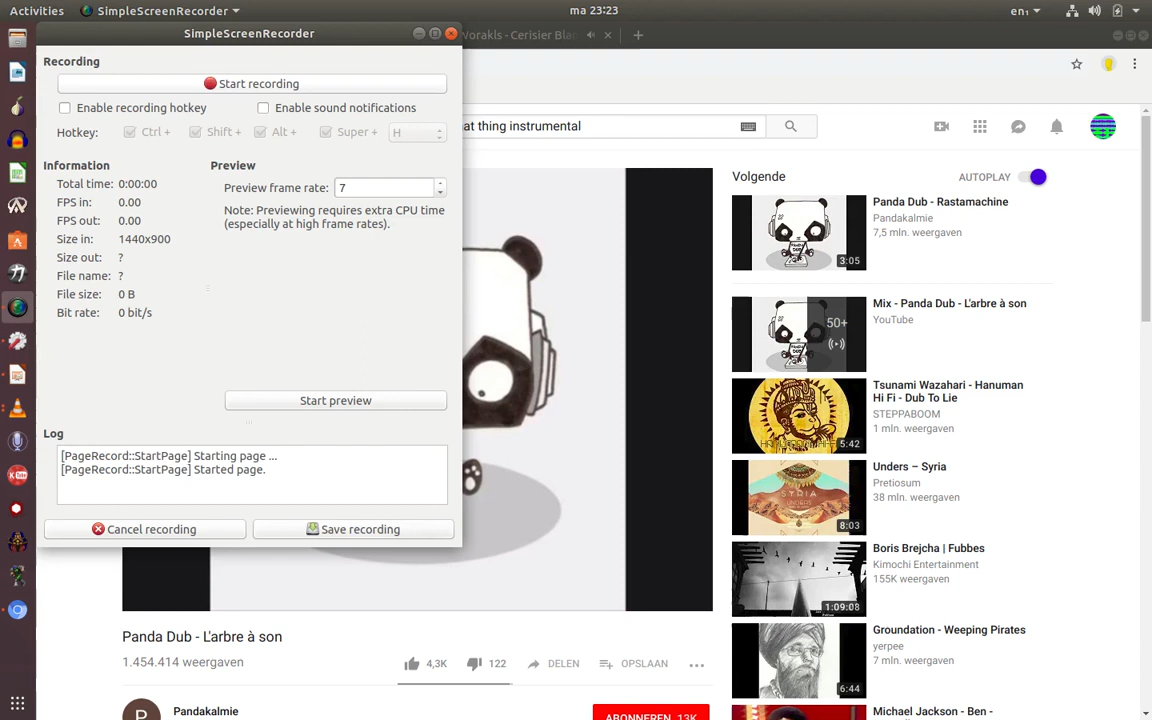 Activities
SimpleScreenRecorder
ma 23:23
en₁
SimpleScreenRecorder
Worakls - Cerisier Bla
Recording
Start recording
Enable recording hotkey
Enable sound notifications
Hotkey:
Ctrl +
Shift +
Alt +
Super +
H
at thing instrumental
Information
Total time: 0:00:00
FPS in: 0.00
FPS out: 0.00
Size in: 1440x900
Size out: ?
File name: ?
File size: 0 B
Bit rate: 0 bit/s
Preview
Preview frame rate: 7
Note: Previewing requires extra CPU time
(especially at high frame rates).
Start preview
Log
[PageRecord::StartPage] Starting page ...
[PageRecord::StartPage] Started page.
Cancel recording
Save recording
Panda Dub - L'arbre à son
1.454.414 weergaven
4,3K
122
DELEN
OPSLAAN
P
Pandakalmie
ABONNEREN 13K
Volgende
AUTOPLAY
PANDA DUB
3:05
Panda Dub - Rastamachine
Pandakalmie
7,5 mln. weergaven
PANDA DUB
50+
Mix - Panda Dub - L'arbre à son
YouTube
5:42
Tsunami Wazahari - Hanuman
Hi Fi - Dub To Lie
STEPPABOOM
1 mln. weergaven
SYRIA
UNDERS
8:03
Unders – Syria
Pretiosum
38 mln. weergaven
1:09:08
Boris Brejcha | Fubbes
Kimochi Entertainment
155K weergaven
6:44
Groundation - Weeping Pirates
yerpee
7 mln. weergaven
Michael Jackson - Ben -